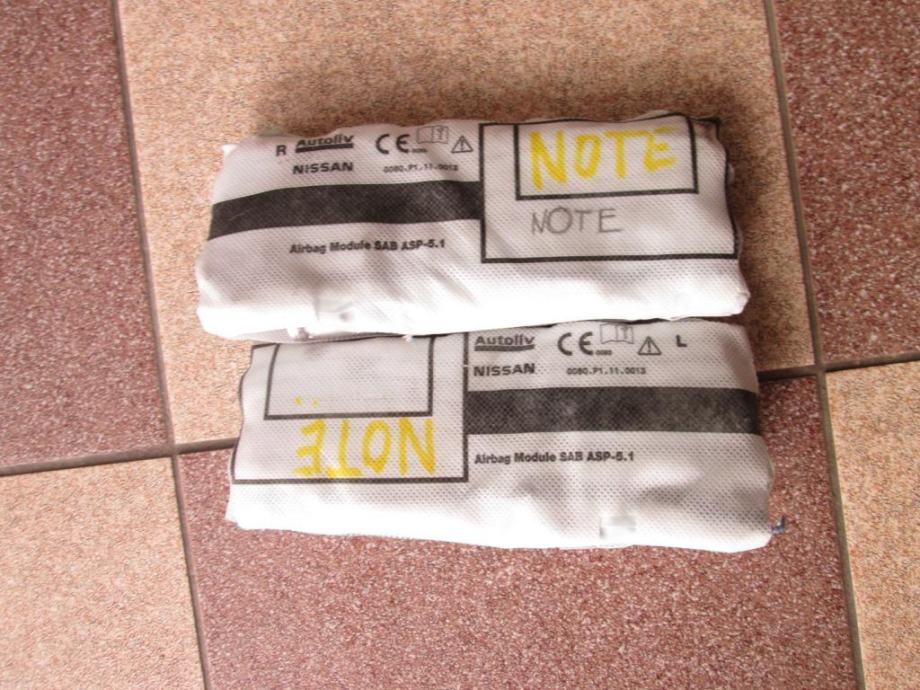 R Autoliv CE
NISSAN 0080.P1.11.0013
Airbag Module SAB ASP-5.1
NOTE
NOTE
Autoliv CE L
NISSAN 0080.P1.11.0013
Airbag Module SAB ASP-5.1
NOTE